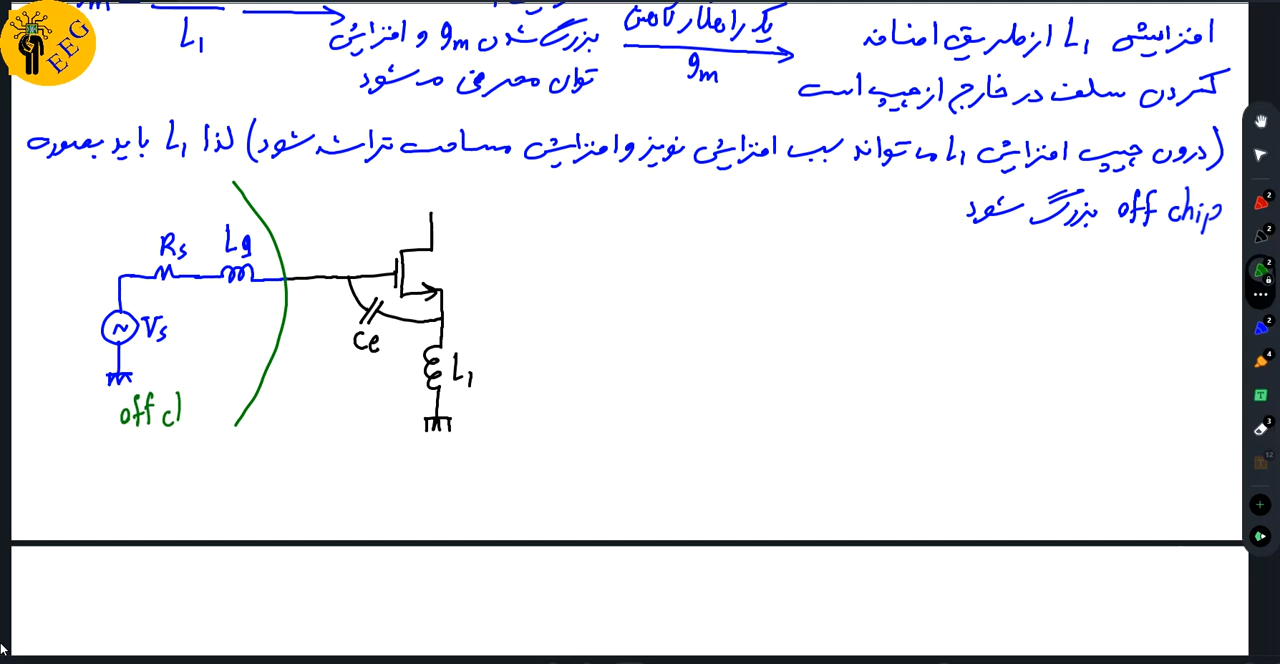 افزایش L1 از طریق اضافه
یک راهکار کاهش gm
بزرگ شدن gm و افزایش
L1
کردن سلف در خارج از چیپ است
توان مصرفی می‌شود
(درون چیپ افزایش L1 می‌تواند سبب افزایش نویز و افزایش مساحت تراشه شود) لذا L1 باید بصورت
off chip بزرگ شود
Rs Lg
Vs
Ce
L1
off cl
EEG